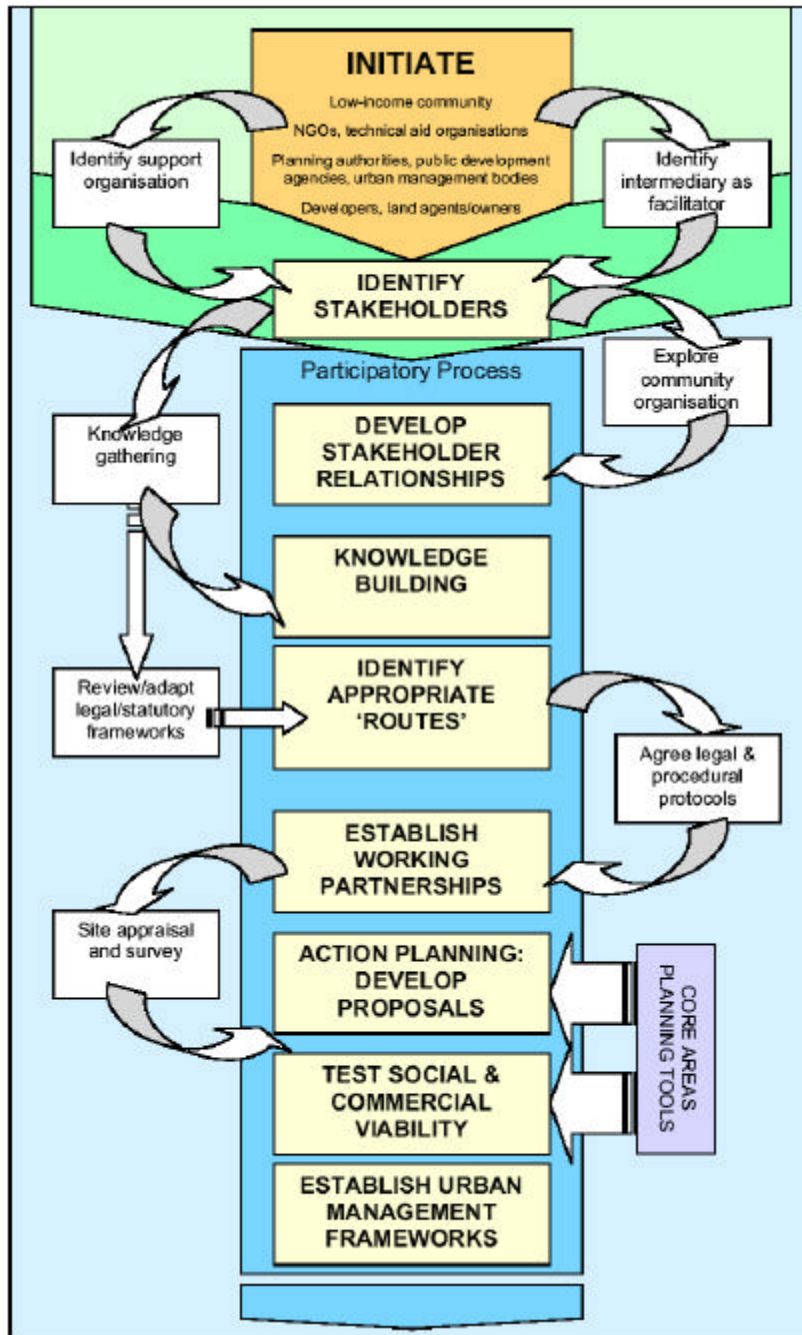 INITIATE
Low-income community
NGOs, technical aid organisations
Planning authorities, public development
agencies, urban management bodies
Developers, land agents/owners
Identify support
organisation
Identify
intermediary as
facilitator
IDENTIFY
STAKEHOLDERS
Participatory Process
Explore
community
organisation
DEVELOP
STAKEHOLDER
RELATIONSHIPS
Knowledge
gathering
KNOWLEDGE
BUILDING
Review/adapt
legal/statutory
frameworks
IDENTIFY
APPROPRIATE
‘ROUTES’
Agree legal &
procedural
protocols
ESTABLISH
WORKING
PARTNERSHIPS
Site appraisal
and survey
ACTION PLANNING:
DEVELOP
PROPOSALS
CORE AREAS
PLANNING TOOLS
TEST SOCIAL &
COMMERCIAL
VIABILITY
ESTABLISH URBAN
MANAGEMENT
FRAMEWORKS